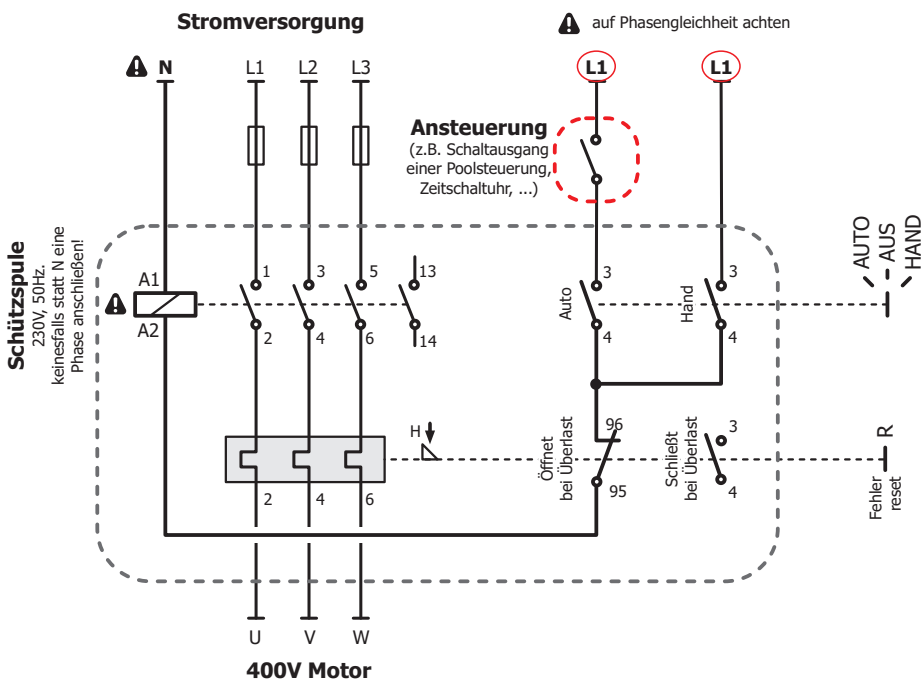 Stromversorgung
auf Phasengleichheit achten
N
L1
L2
L3
L1
L1
Ansteuerung
(z.B. Schaltausgang
einer Poolsteuerung,
Zeitschaltuhr, ...)
Schützspule
230V, 50Hz.
keinesfalls statt N eine
Phase anschließen!
A1
A2
1
3
5
13
2
4
6
14
3
Auto
4
3
Hand
4
AUTO
AUS
HAND
H
2
4
6
96
95
Öffnet
bei Überlast
Schließt
bei Überlast
3
4
R
Fehler
reset
U
V
W
400V Motor